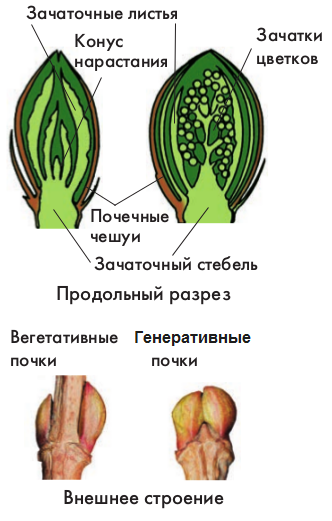 Зачаточные листья
Конус
нарастания
Зачатки
цветков
Почечные
чешуи
Зачаточный стебель
Продольный разрез
Вегетативные
почки
Генеративные
почки
Внешнее строение